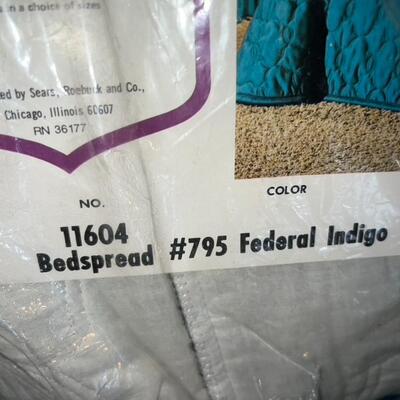 in a choice of sizes
ed by Sears, Roebuck and Co.,
Chicago, Illinois 60607
RN 36177
NO.
COLOR
11604
Bedspread
#795 Federal Indigo